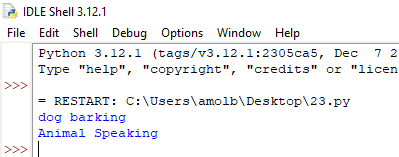 IDLE Shell 3.12.1
File Edit Shell Debug Options Window Help
Python 3.12.1 (tags/v3.12.1:2305ca5, Dec 7 2
Type "help", "copyright", "credits" or "licen
>>>
= RESTART: C:\Users\amolb\Desktop\23.py
dog barking
Animal Speaking
>>>